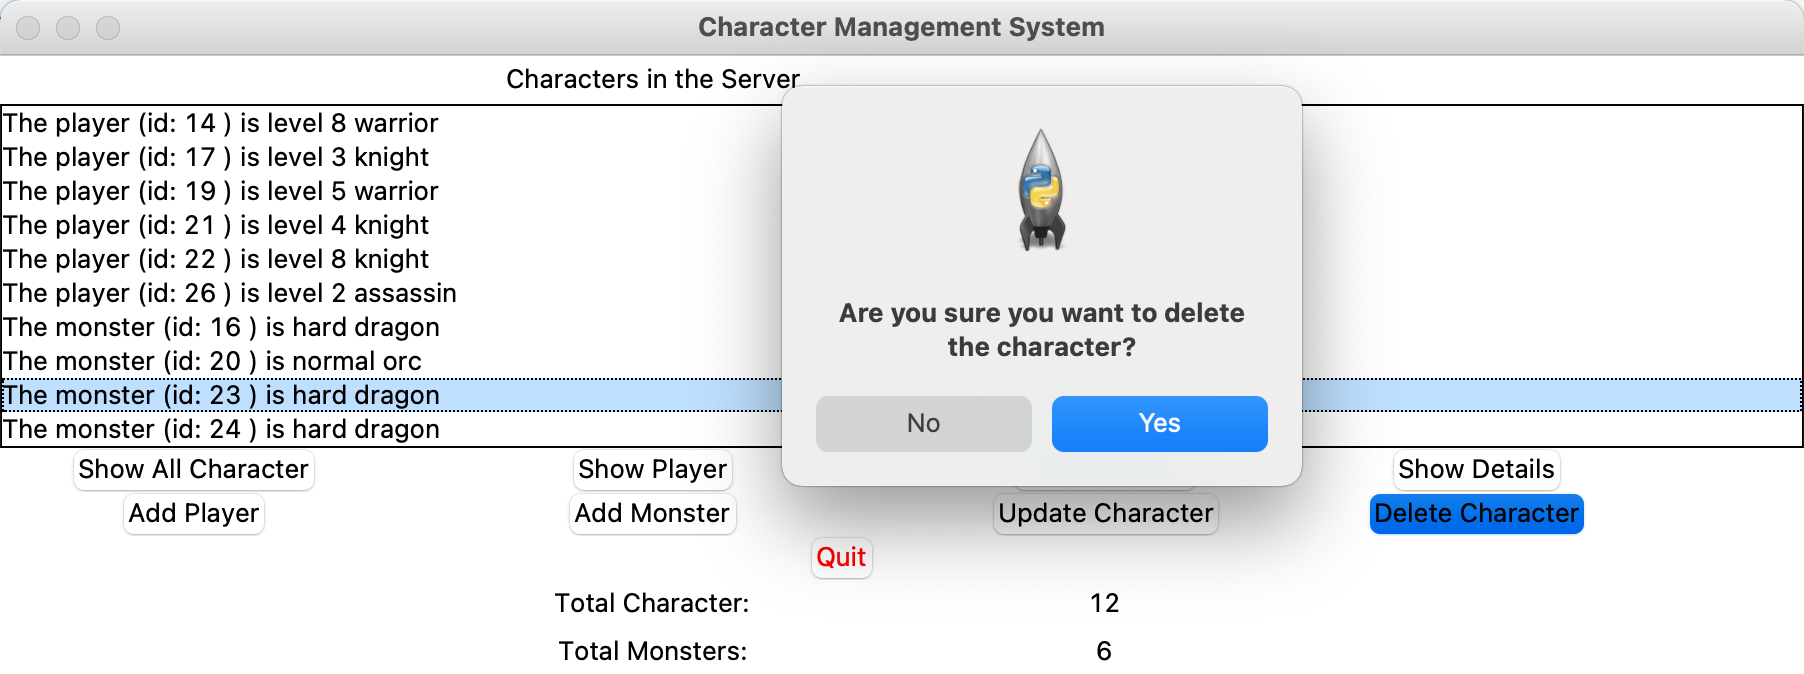 Character Management System
Characters in the Server
The player (id: 14 ) is level 8 warrior
The player (id: 17 ) is level 3 knight
The player (id: 19 ) is level 5 warrior
The player (id: 21 ) is level 4 knight
The player (id: 22 ) is level 8 knight
The player (id: 26 ) is level 2 assassin
The monster (id: 16 ) is hard dragon
The monster (id: 20 ) is normal orc
The monster (id: 23 ) is hard dragon
The monster (id: 24 ) is hard dragon
Are you sure you want to delete
the character?
No
Yes
Show All Character
Show Player
Show Details
Add Player
Add Monster
Update Character
Delete Character
Quit
Total Character:
12
Total Monsters:
6